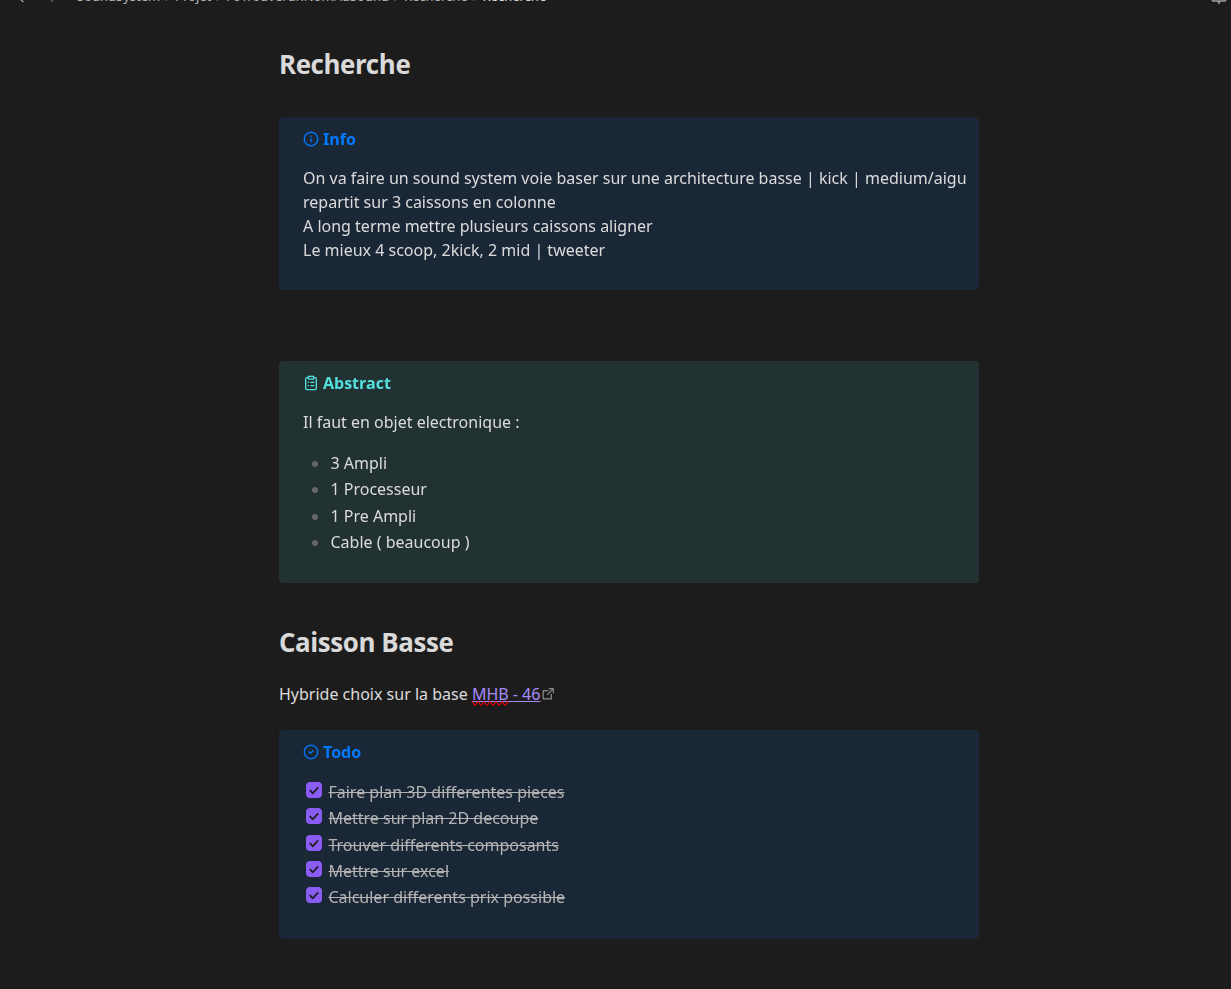 Recherche
Info
On va faire un sound system voie baser sur une architecture basse | kick | medium/aigu
repartit sur 3 caissons en colonne
A long terme mettre plusieurs caissons aligner
Le mieux 4 scoop, 2kick, 2 mid | tweeter
Abstract
Il faut en objet electronique :
3 Ampli
1 Processeur
1 Pre Ampli
Cable ( beaucoup )
Caisson Basse
Hybride choix sur la base MHB - 46
Todo
Faire plan 3D differentes pieces
Mettre sur plan 2D decoupe
Trouver differents composants
Mettre sur excel
Calculer differents prix possible